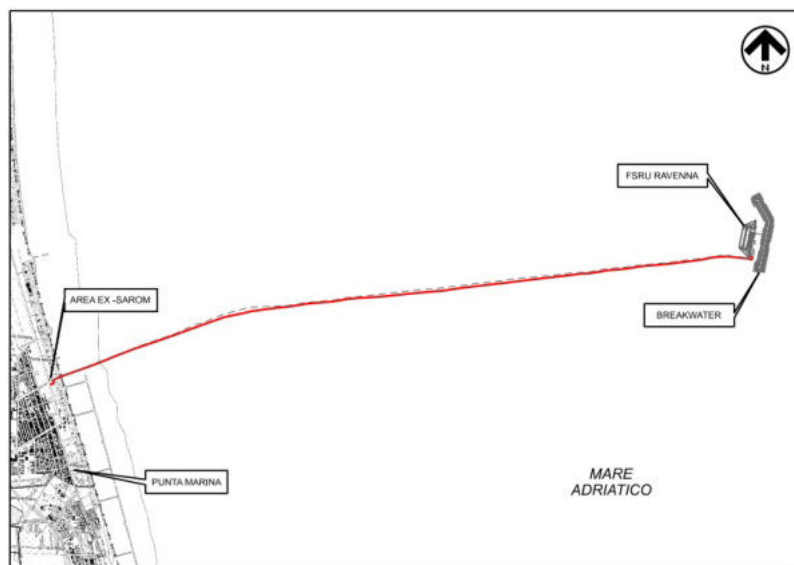 N
FSRU RAVENNA
AREA EX -SAROM
BREAKWATER
PUNTA MARINA
MARE
ADRIATICO